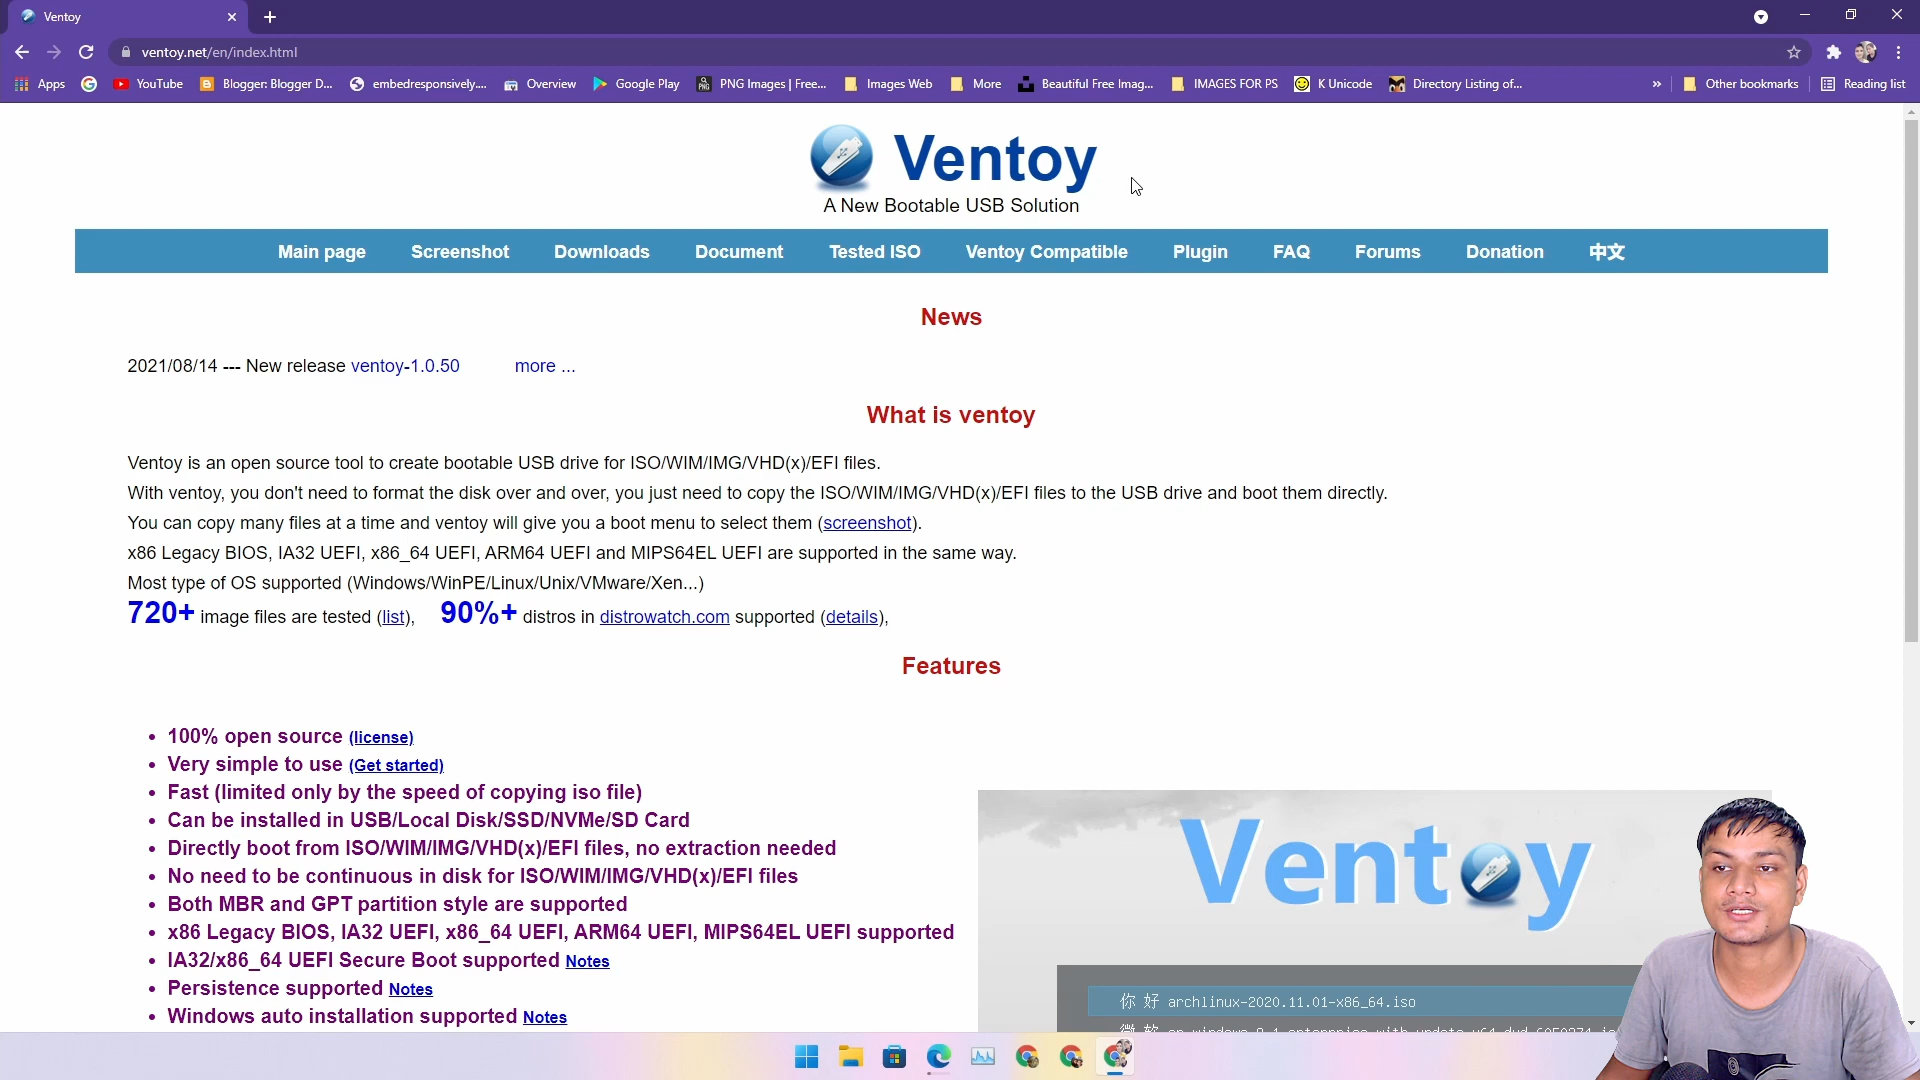 Ventoy
ventoy.net/en/index.html
Apps
YouTube
Blogger: Blogger D...
embedresponsively....
Overview
Google Play
PNG Images | Free...
Images Web
More
Beautiful Free Imag...
IMAGES FOR PS
K Unicode
Directory Listing of...
»
Other bookmarks
Reading list
Ventoy
A New Bootable USB Solution
Main page
Screenshot
Downloads
Document
Tested ISO
Ventoy Compatible
Plugin
FAQ
Forums
Donation
中文
News
2021/08/14 --- New release ventoy-1.0.50 more ...
What is ventoy
Ventoy is an open source tool to create bootable USB drive for ISO/WIM/IMG/VHD(x)/EFI files.
With ventoy, you don't need to format the disk over and over, you just need to copy the ISO/WIM/IMG/VHD(x)/EFI files to the USB drive and boot them directly.
You can copy many files at a time and ventoy will give you a boot menu to select them (screenshot).
x86 Legacy BIOS, IA32 UEFI, x86_64 UEFI, ARM64 UEFI and MIPS64EL UEFI are supported in the same way.
Most type of OS supported (Windows/WinPE/Linux/Unix/VMware/Xen...)
720+ image files are tested (list), 90%+ distros in distrowatch.com supported (details),
Features
• 100% open source (license)
• Very simple to use (Get started)
• Fast (limited only by the speed of copying iso file)
• Can be installed in USB/Local Disk/SSD/NVMe/SD Card
• Directly boot from ISO/WIM/IMG/VHD(x)/EFI files, no extraction needed
• No need to be continuous in disk for ISO/WIM/IMG/VHD(x)/EFI files
• Both MBR and GPT partition style are supported
• x86 Legacy BIOS, IA32 UEFI, x86_64 UEFI, ARM64 UEFI, MIPS64EL UEFI supported
• IA32/x86_64 UEFI Secure Boot supported Notes
• Persistence supported Notes
• Windows auto installation supported Notes
Ventoy
你 好 archlinux-2020.11.01-x86_64.iso